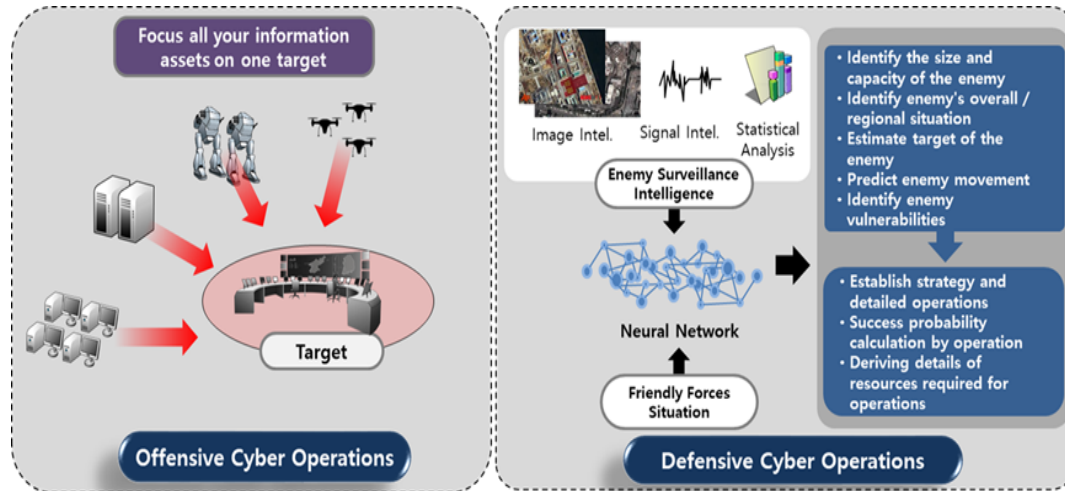 Focus all your information
assets on one target
Target
Offensive Cyber Operations
Image Intel.
Signal Intel.
Statistical
Analysis
Enemy Surveillance
Intelligence
Neural Network
Friendly Forces
Situation
• Identify the size and
capacity of the enemy
• Identify enemy's overall /
regional situation
• Estimate target of the
enemy
• Predict enemy movement
• Identify enemy
vulnerabilities
• Establish strategy and
detailed operations
• Success probability
calculation by operation
• Deriving details of
resources required for
operations
Defensive Cyber Operations